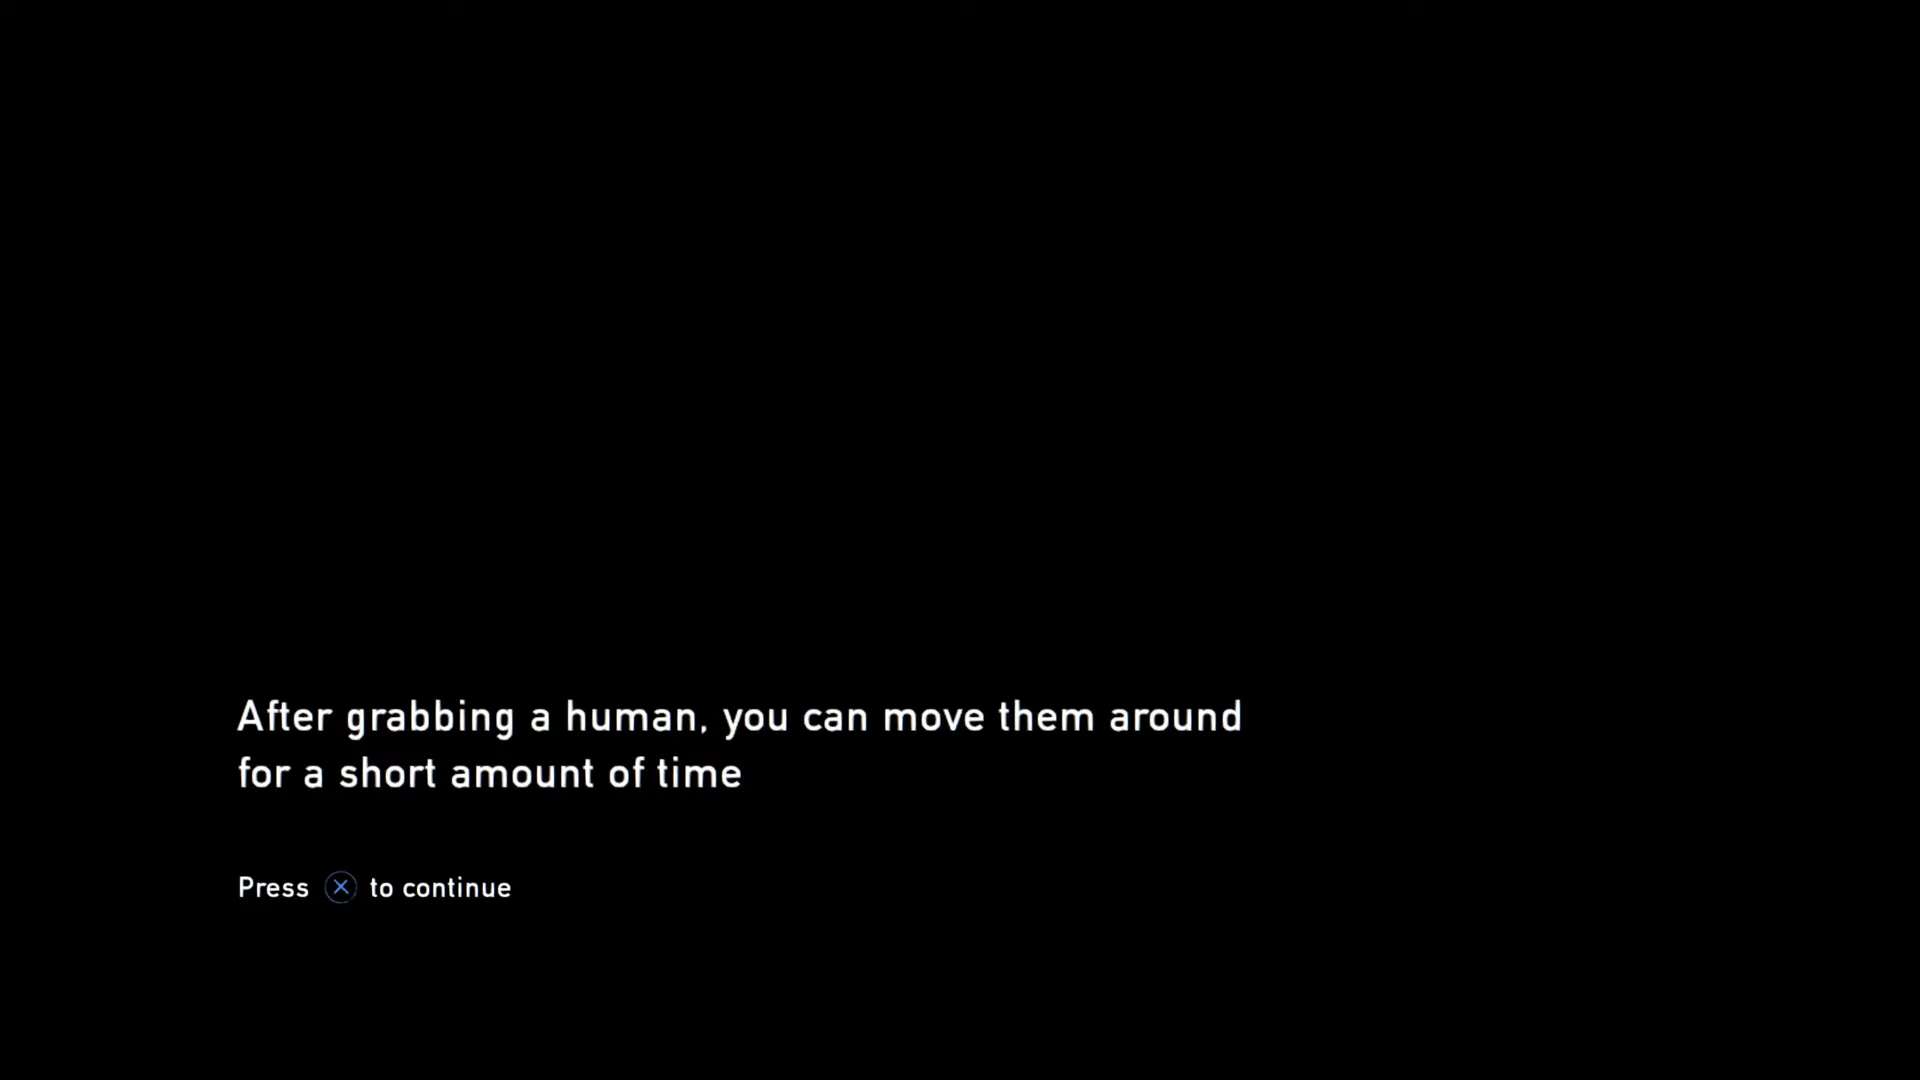 After grabbing a human, you can move them around
for a short amount of time
Press ⓧ to continue